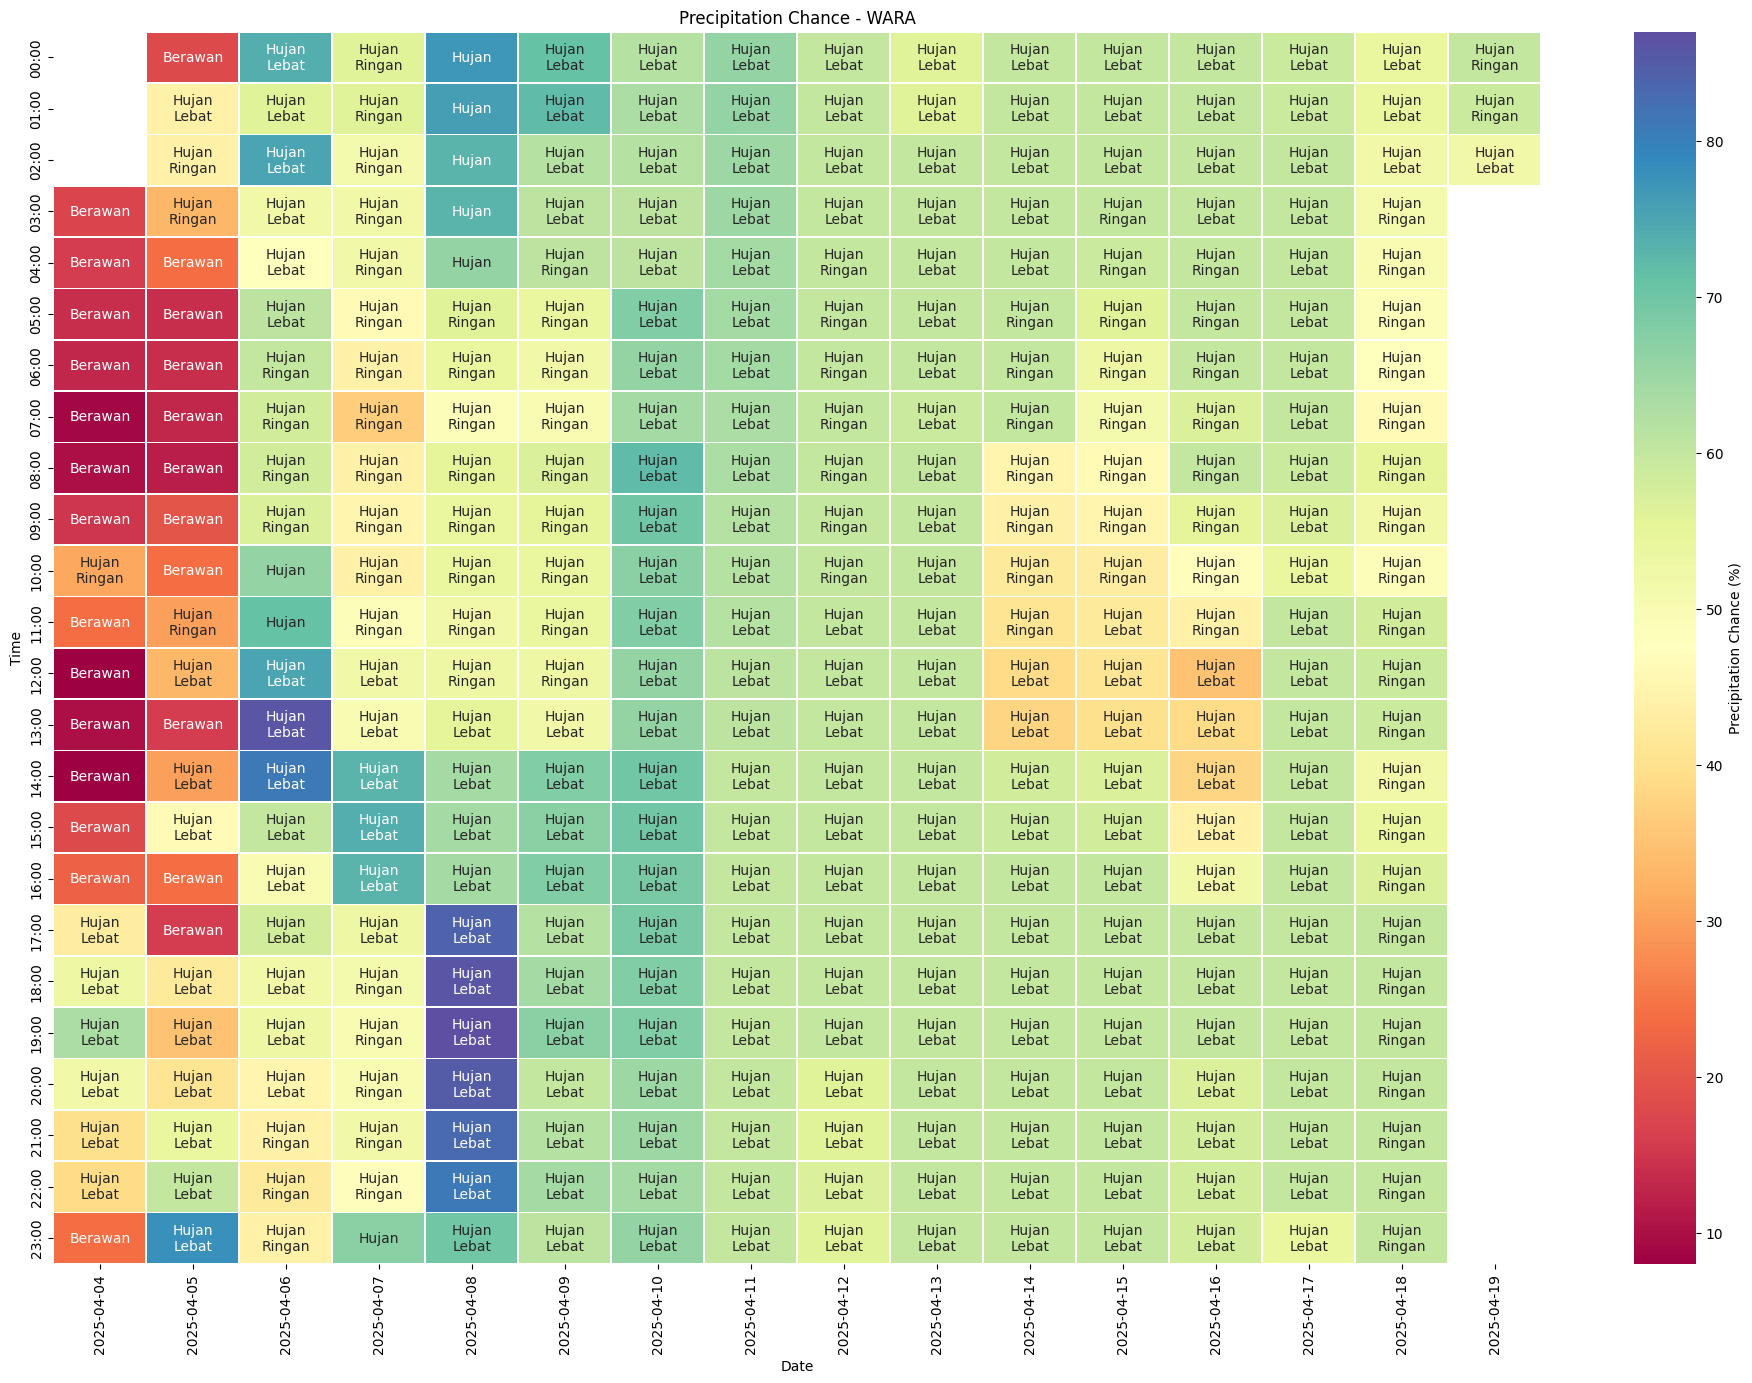 Precipitation Chance - WARA
00:00 Berawan Hujan Lebat Hujan Ringan Hujan Hujan Lebat Hujan Lebat Hujan Lebat Hujan Lebat Hujan Lebat Hujan Lebat Hujan Lebat Hujan Lebat Hujan Lebat Hujan Lebat Hujan Ringan
01:00 Hujan Lebat Hujan Lebat Hujan Ringan Hujan Hujan Lebat Hujan Lebat Hujan Lebat Hujan Lebat Hujan Lebat Hujan Lebat Hujan Lebat Hujan Lebat Hujan Lebat Hujan Lebat Hujan Ringan
02:00 Hujan Ringan Hujan Lebat Hujan Ringan Hujan Hujan Lebat Hujan Lebat Hujan Lebat Hujan Lebat Hujan Lebat Hujan Lebat Hujan Lebat Hujan Lebat Hujan Lebat Hujan Lebat Hujan Lebat
03:00 Berawan Hujan Ringan Hujan Lebat Hujan Ringan Hujan Hujan Lebat Hujan Lebat Hujan Lebat Hujan Lebat Hujan Lebat Hujan Lebat Hujan Ringan Hujan Lebat Hujan Lebat Hujan Ringan
04:00 Berawan Berawan Hujan Lebat Hujan Ringan Hujan Hujan Ringan Hujan Lebat Hujan Lebat Hujan Ringan Hujan Lebat Hujan Lebat Hujan Ringan Hujan Ringan Hujan Lebat Hujan Ringan
05:00 Berawan Berawan Hujan Lebat Hujan Ringan Hujan Ringan Hujan Ringan Hujan Lebat Hujan Lebat Hujan Ringan Hujan Lebat Hujan Ringan Hujan Ringan Hujan Ringan Hujan Lebat Hujan Ringan
06:00 Berawan Berawan Hujan Ringan Hujan Ringan Hujan Ringan Hujan Ringan Hujan Lebat Hujan Lebat Hujan Ringan Hujan Lebat Hujan Ringan Hujan Ringan Hujan Ringan Hujan Lebat Hujan Ringan
07:00 Berawan Berawan Hujan Ringan Hujan Ringan Hujan Ringan Hujan Ringan Hujan Lebat Hujan Lebat Hujan Ringan Hujan Lebat Hujan Ringan Hujan Ringan Hujan Ringan Hujan Lebat Hujan Ringan
08:00 Berawan Berawan Hujan Ringan Hujan Ringan Hujan Ringan Hujan Ringan Hujan Lebat Hujan Lebat Hujan Ringan Hujan Lebat Hujan Ringan Hujan Ringan Hujan Ringan Hujan Lebat Hujan Ringan
09:00 Berawan Berawan Hujan Ringan Hujan Ringan Hujan Ringan Hujan Ringan Hujan Lebat Hujan Lebat Hujan Ringan Hujan Lebat Hujan Ringan Hujan Ringan Hujan Ringan Hujan Lebat Hujan Ringan
10:00 Hujan Ringan Berawan Hujan Hujan Ringan Hujan Ringan Hujan Ringan Hujan Lebat Hujan Lebat Hujan Ringan Hujan Lebat Hujan Ringan Hujan Ringan Hujan Ringan Hujan Lebat Hujan Ringan
11:00 Berawan Hujan Ringan Hujan Hujan Ringan Hujan Ringan Hujan Ringan Hujan Lebat Hujan Lebat Hujan Lebat Hujan Lebat Hujan Ringan Hujan Lebat Hujan Ringan Hujan Lebat Hujan Ringan
12:00 Berawan Hujan Lebat Hujan Lebat Hujan Lebat Hujan Ringan Hujan Ringan Hujan Lebat Hujan Lebat Hujan Lebat Hujan Lebat Hujan Lebat Hujan Lebat Hujan Lebat Hujan Lebat Hujan Ringan
13:00 Berawan Berawan Hujan Lebat Hujan Lebat Hujan Lebat Hujan Lebat Hujan Lebat Hujan Lebat Hujan Lebat Hujan Lebat Hujan Lebat Hujan Lebat Hujan Lebat Hujan Lebat Hujan Ringan
14:00 Berawan Hujan Lebat Hujan Lebat Hujan Lebat Hujan Lebat Hujan Lebat Hujan Lebat Hujan Lebat Hujan Lebat Hujan Lebat Hujan Lebat Hujan Lebat Hujan Lebat Hujan Lebat Hujan Ringan
15:00 Berawan Hujan Lebat Hujan Lebat Hujan Lebat Hujan Lebat Hujan Lebat Hujan Lebat Hujan Lebat Hujan Lebat Hujan Lebat Hujan Lebat Hujan Lebat Hujan Lebat Hujan Lebat Hujan Ringan
16:00 Berawan Berawan Hujan Lebat Hujan Lebat Hujan Lebat Hujan Lebat Hujan Lebat Hujan Lebat Hujan Lebat Hujan Lebat Hujan Lebat Hujan Lebat Hujan Lebat Hujan Lebat Hujan Ringan
17:00 Hujan Lebat Berawan Hujan Lebat Hujan Lebat Hujan Lebat Hujan Lebat Hujan Lebat Hujan Lebat Hujan Lebat Hujan Lebat Hujan Lebat Hujan Lebat Hujan Lebat Hujan Lebat Hujan Ringan
18:00 Hujan Lebat Hujan Lebat Hujan Lebat Hujan Ringan Hujan Lebat Hujan Lebat Hujan Lebat Hujan Lebat Hujan Lebat Hujan Lebat Hujan Lebat Hujan Lebat Hujan Lebat Hujan Lebat Hujan Ringan
19:00 Hujan Lebat Hujan Lebat Hujan Lebat Hujan Ringan Hujan Lebat Hujan Lebat Hujan Lebat Hujan Lebat Hujan Lebat Hujan Lebat Hujan Lebat Hujan Lebat Hujan Lebat Hujan Lebat Hujan Ringan
20:00 Hujan Lebat Hujan Lebat Hujan Lebat Hujan Ringan Hujan Lebat Hujan Lebat Hujan Lebat Hujan Lebat Hujan Lebat Hujan Lebat Hujan Lebat Hujan Lebat Hujan Lebat Hujan Lebat Hujan Ringan
21:00 Hujan Lebat Hujan Lebat Hujan Ringan Hujan Ringan Hujan Lebat Hujan Lebat Hujan Lebat Hujan Lebat Hujan Lebat Hujan Lebat Hujan Lebat Hujan Lebat Hujan Lebat Hujan Lebat Hujan Ringan
22:00 Hujan Lebat Hujan Lebat Hujan Ringan Hujan Ringan Hujan Lebat Hujan Lebat Hujan Lebat Hujan Lebat Hujan Lebat Hujan Lebat Hujan Lebat Hujan Lebat Hujan Lebat Hujan Lebat Hujan Ringan
23:00 Berawan Hujan Lebat Hujan Ringan Hujan Hujan Lebat Hujan Lebat Hujan Lebat Hujan Lebat Hujan Lebat Hujan Lebat Hujan Lebat Hujan Lebat Hujan Lebat Hujan Lebat Hujan Ringan
Time
2025-04-04 2025-04-05 2025-04-06 2025-04-07 2025-04-08 2025-04-09 2025-04-10 2025-04-11 2025-04-12 2025-04-13 2025-04-14 2025-04-15 2025-04-16 2025-04-17 2025-04-18 2025-04-19
Date
80
70
60
50
40
30
20
10
Precipitation Chance (%)